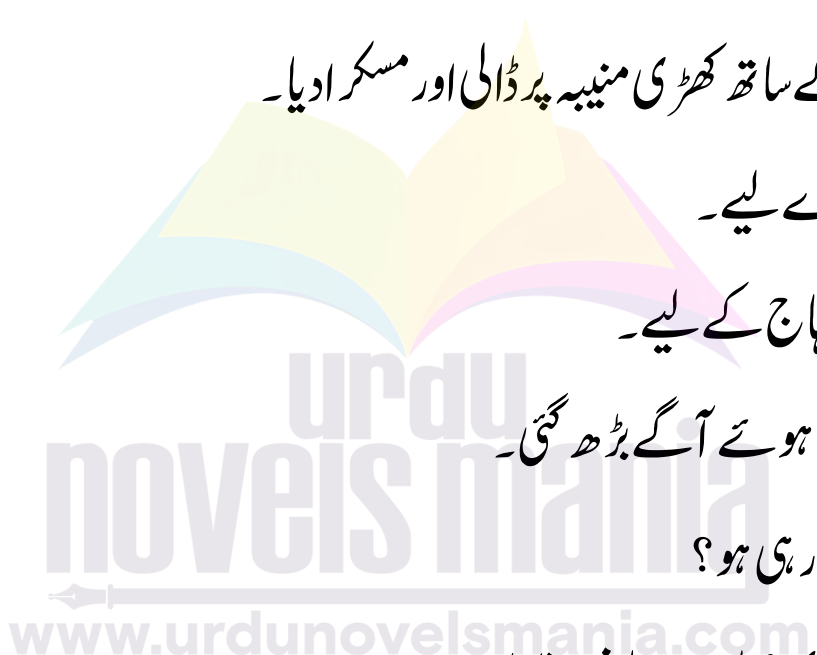 ساتھ کھڑی منیبہ پر ڈالی اور مسکرا دیا۔
لیے۔
کے لیے۔
ہوئے آگے بڑھ گئی۔
رہی ہو؟
urdu
novels mania
www.urdunovelsmania.com